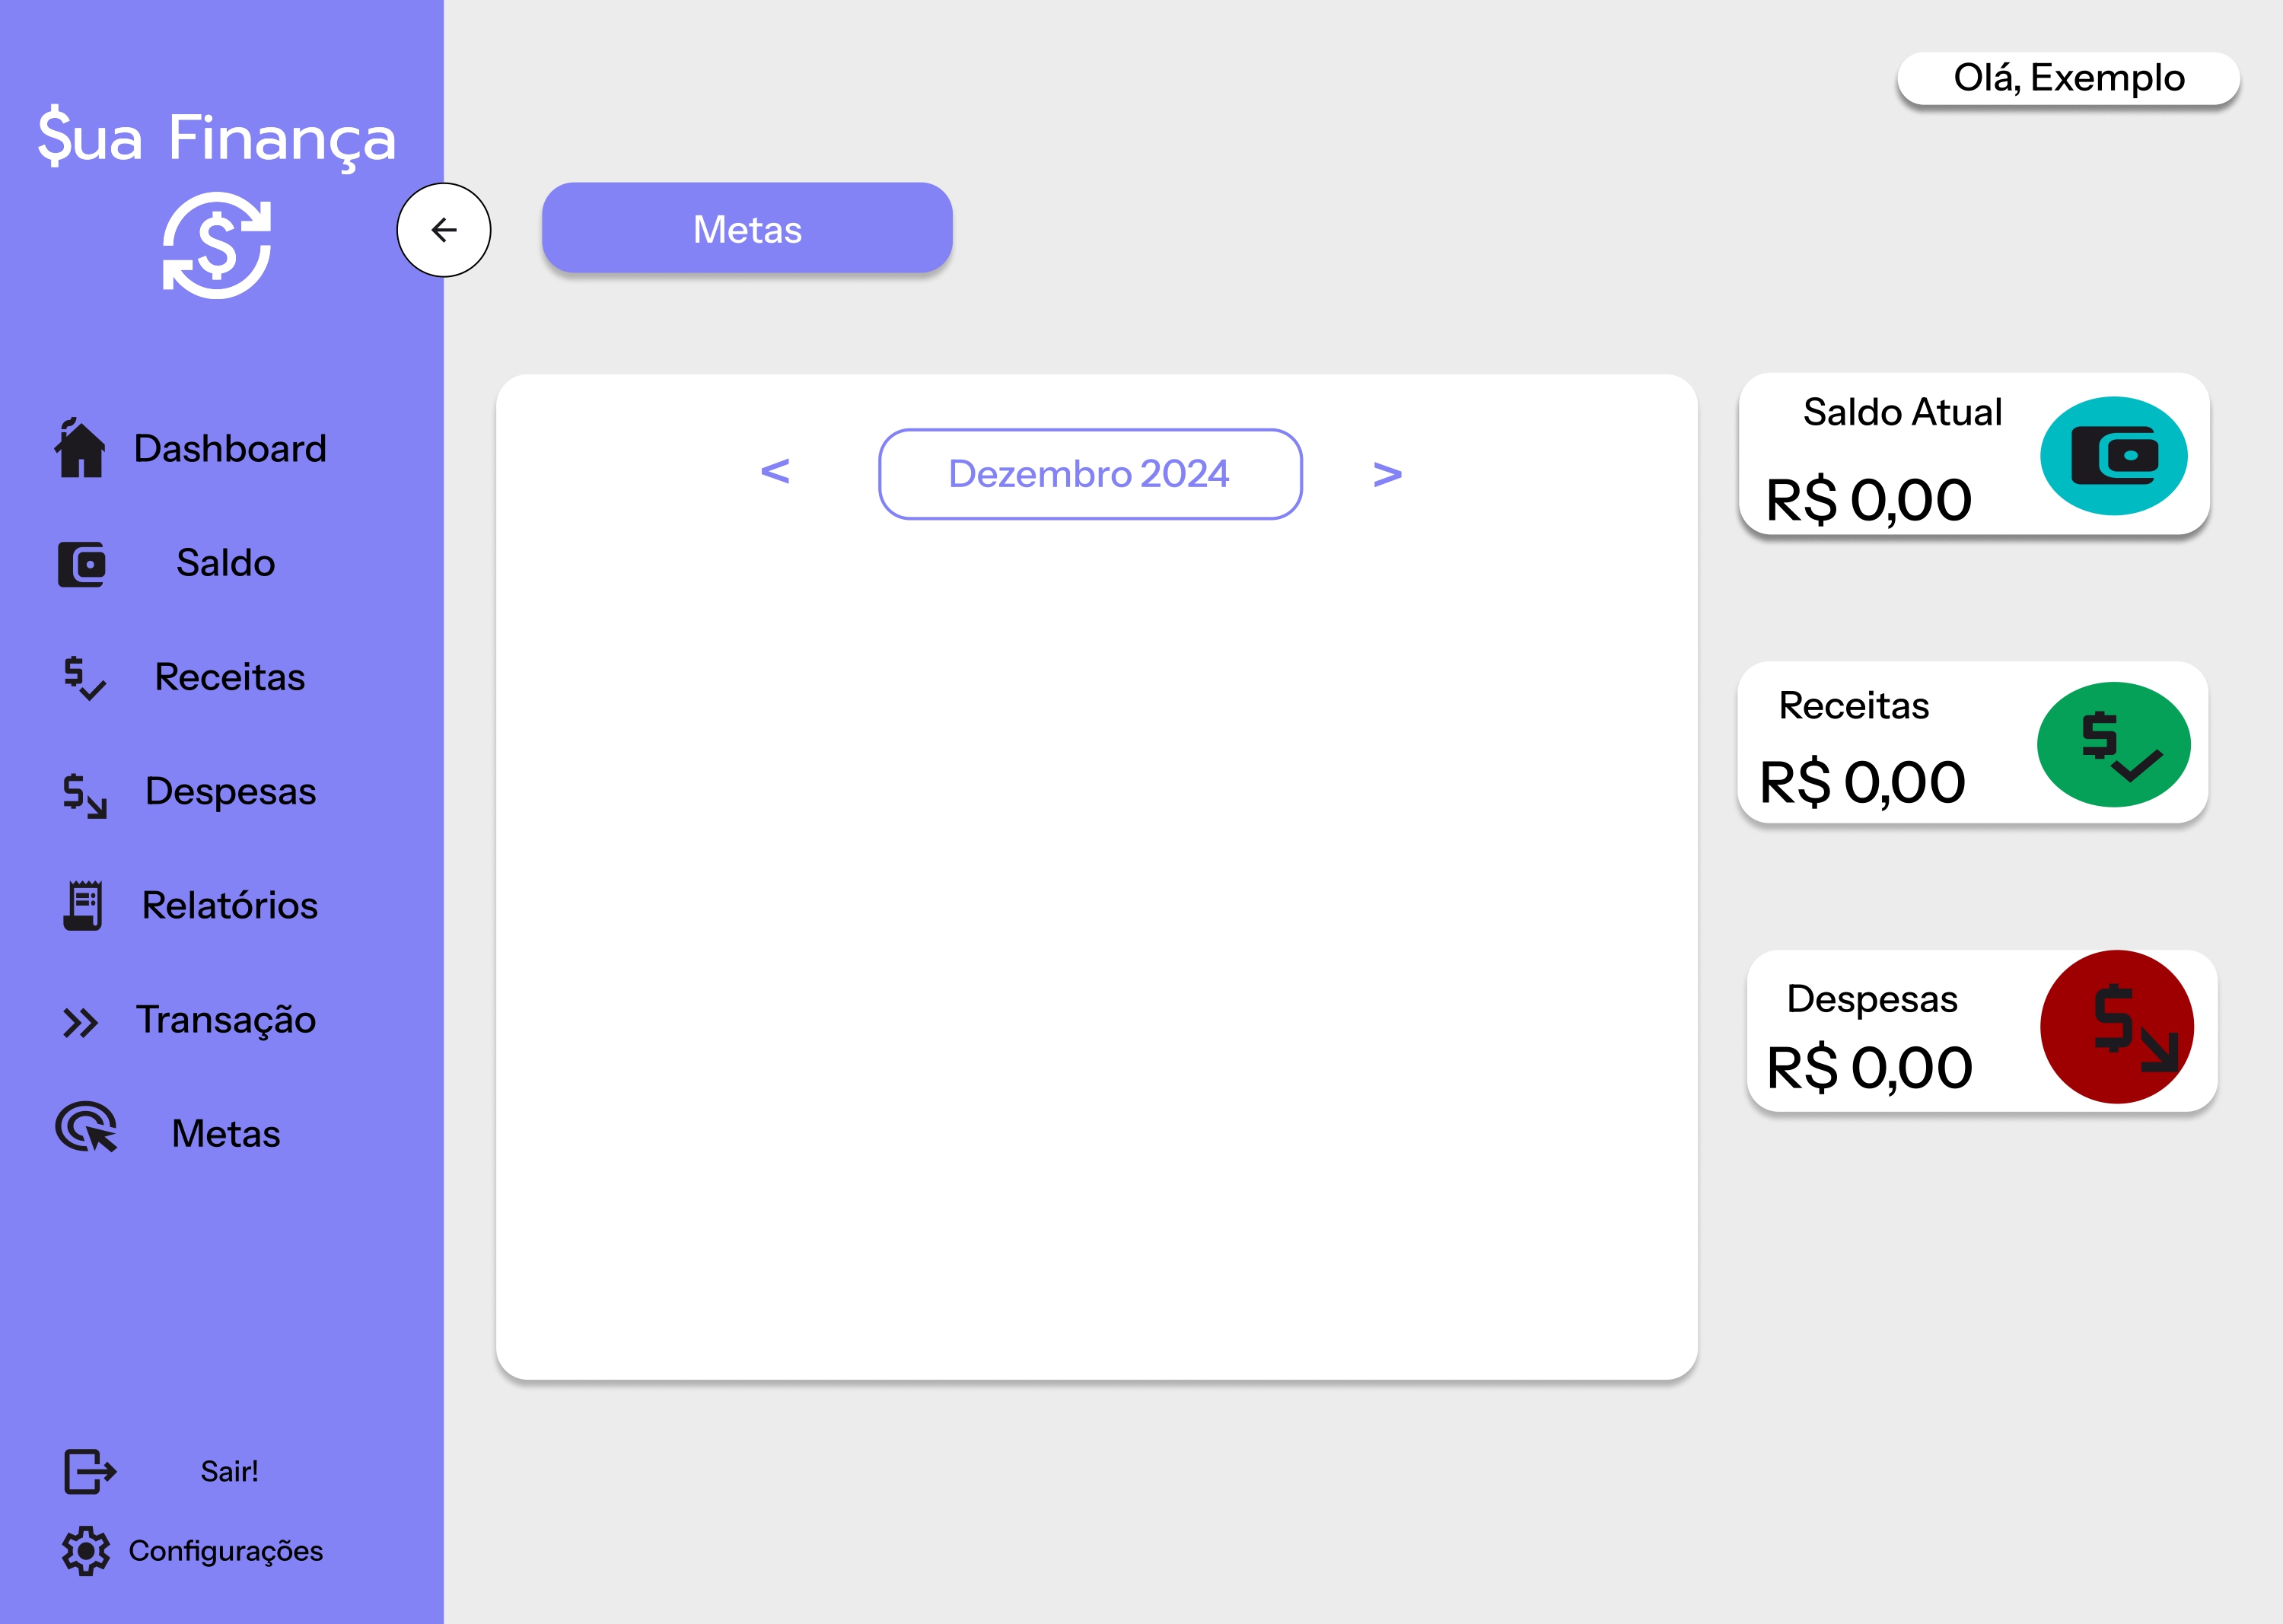 $ua Finança
Olá, Exemplo
Metas
Dashboard
Saldo
Receitas
Despesas
Relatórios
Transação
Metas
Sair!
Configurações
< Dezembro 2024 >
Saldo Atual
R$ 0,00
Receitas
R$ 0,00
Despesas
R$ 0,00